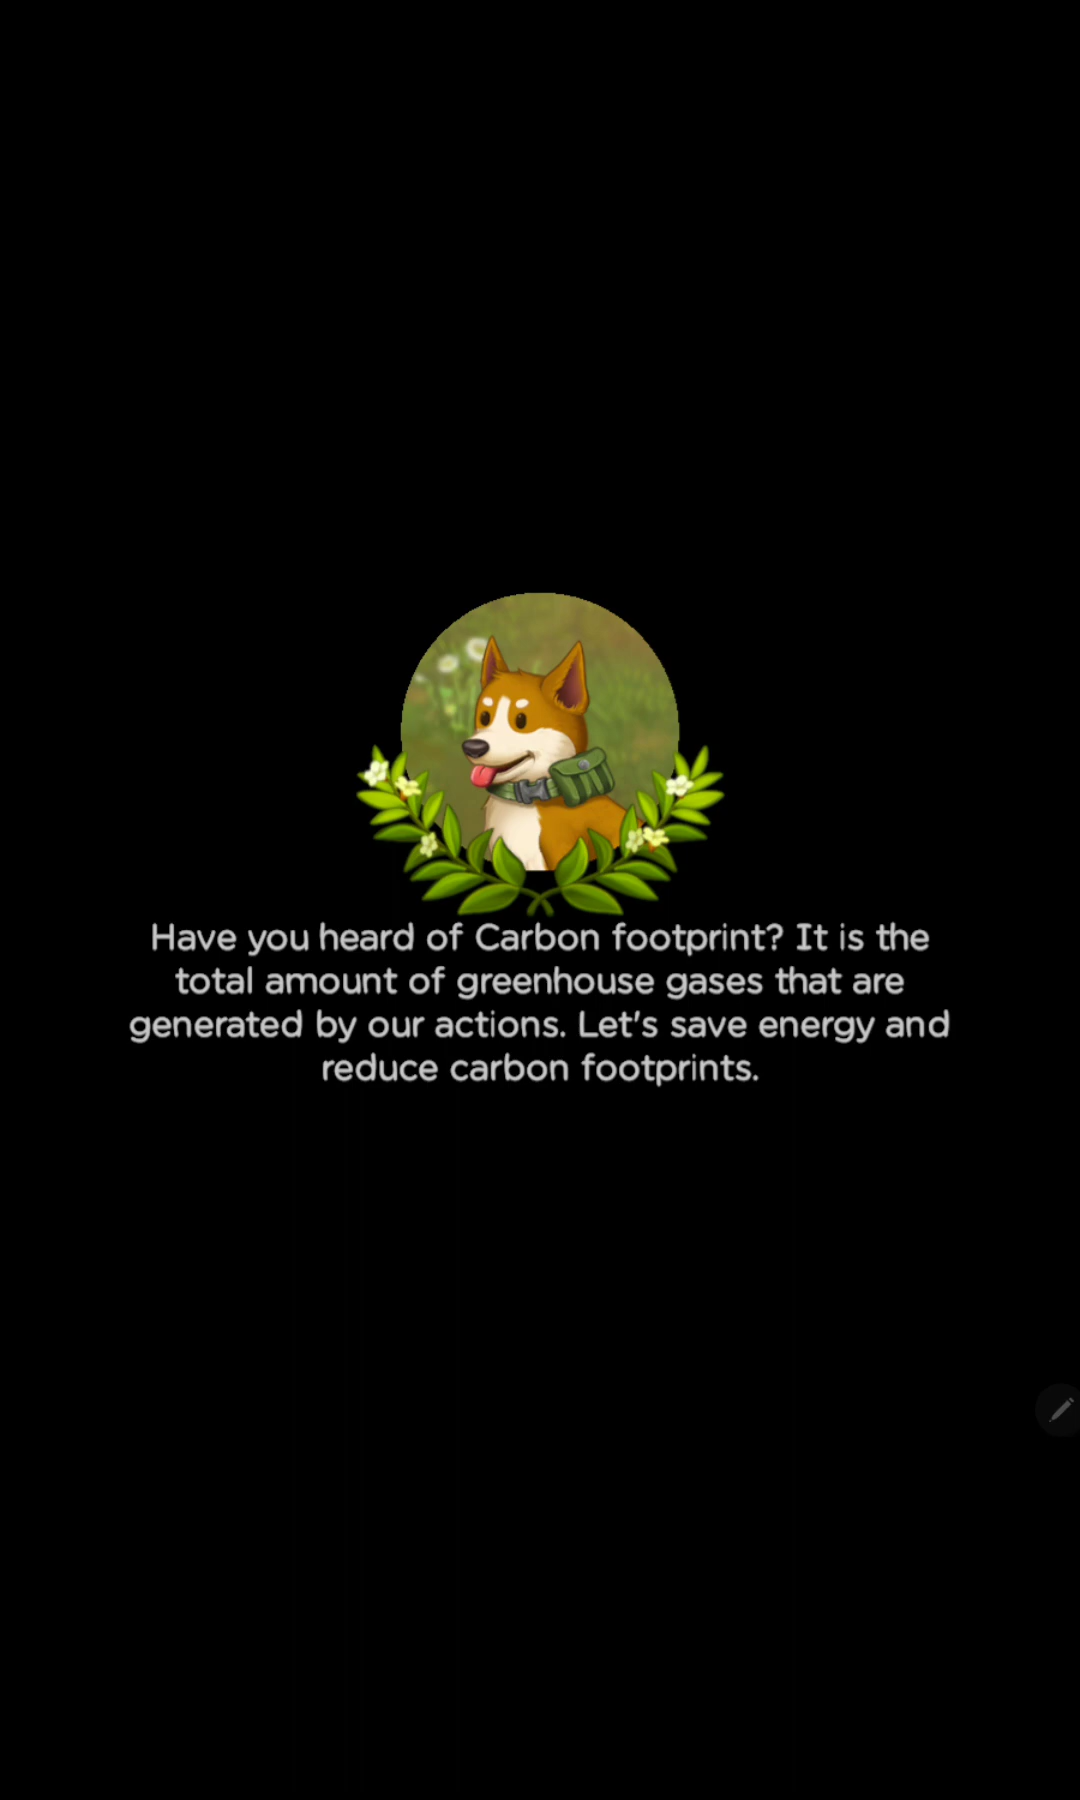 Have you heard of Carbon footprint? It is the
total amount of greenhouse gases that are
generated by our actions. Let's save energy and
reduce carbon footprints.